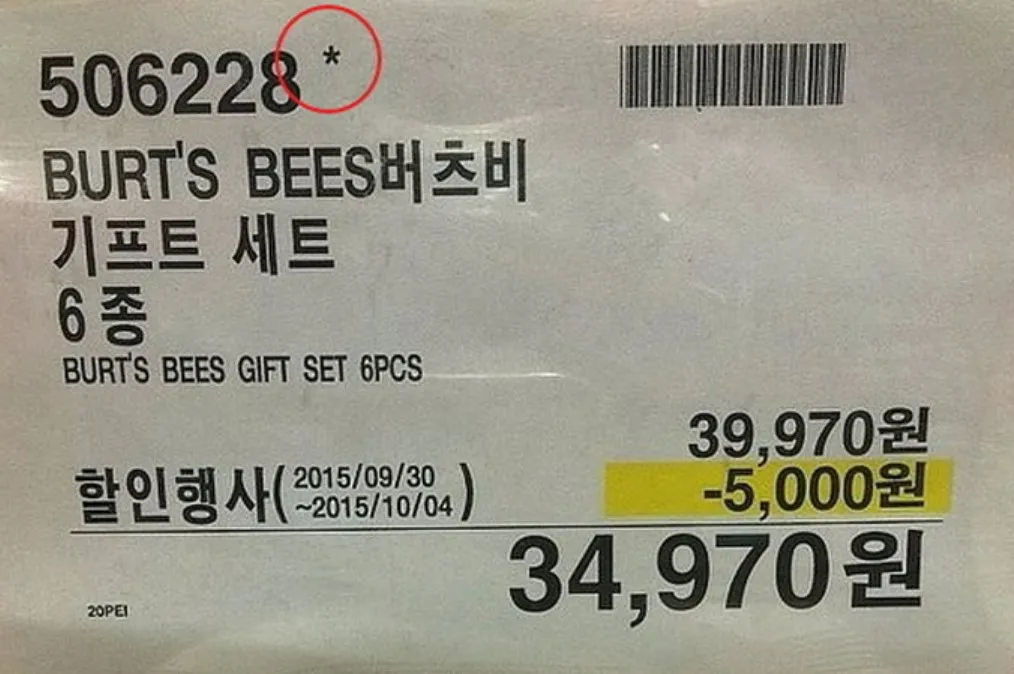 506228 *
BURT'S BEES버츠비
기프트 세트
6 종
BURT'S BEES GIFT SET 6PCS
39,970원
할인행사( 2015/09/30 ~2015/10/04 ) -5,000원
34,970원
20PEI